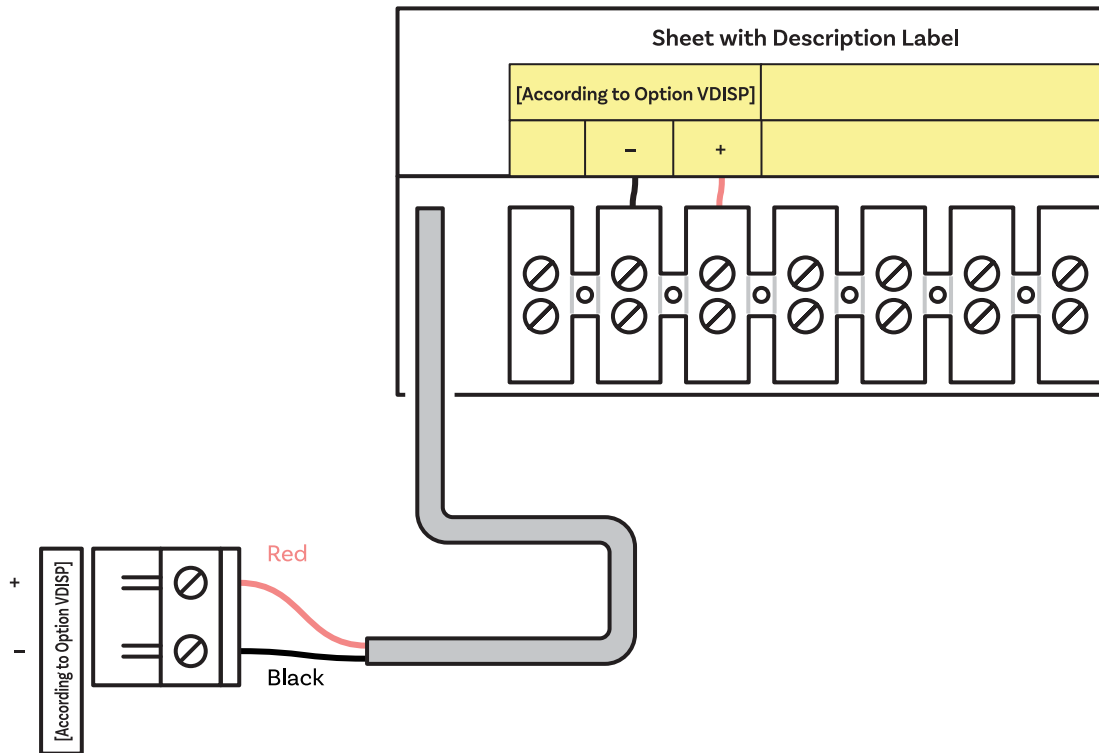 Sheet with Description Label
[According to Option VDISP]
− +
Red
+
−
[According to Option VDISP]
Black